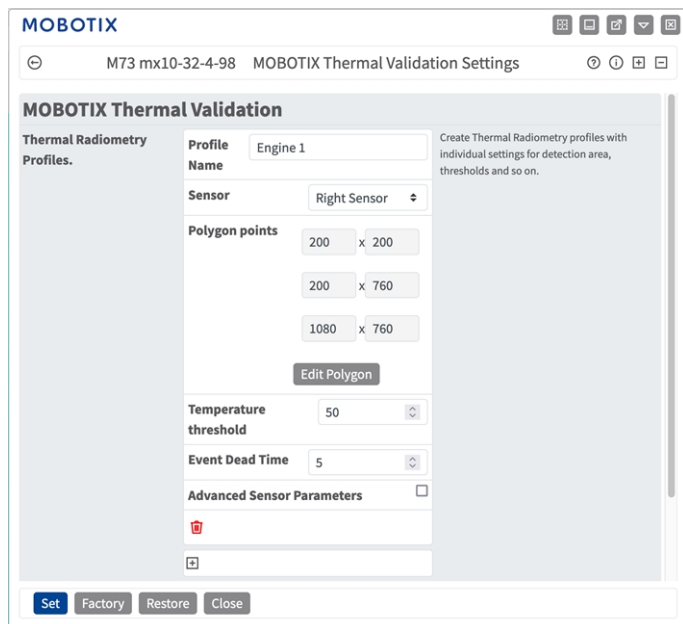 MOBOTIX
M73 mx10-32-4-98 MOBOTIX Thermal Validation Settings
MOBOTIX Thermal Validation
Thermal Radiometry
Profiles.
Profile
Name
Engine 1
Create Thermal Radiometry profiles with
individual settings for detection area,
thresholds and so on.
Sensor
Right Sensor
Polygon points
200 x 200
200 x 760
1080 x 760
Edit Polygon
Temperature
threshold
50
Event Dead Time
5
Advanced Sensor Parameters
Set Factory Restore Close